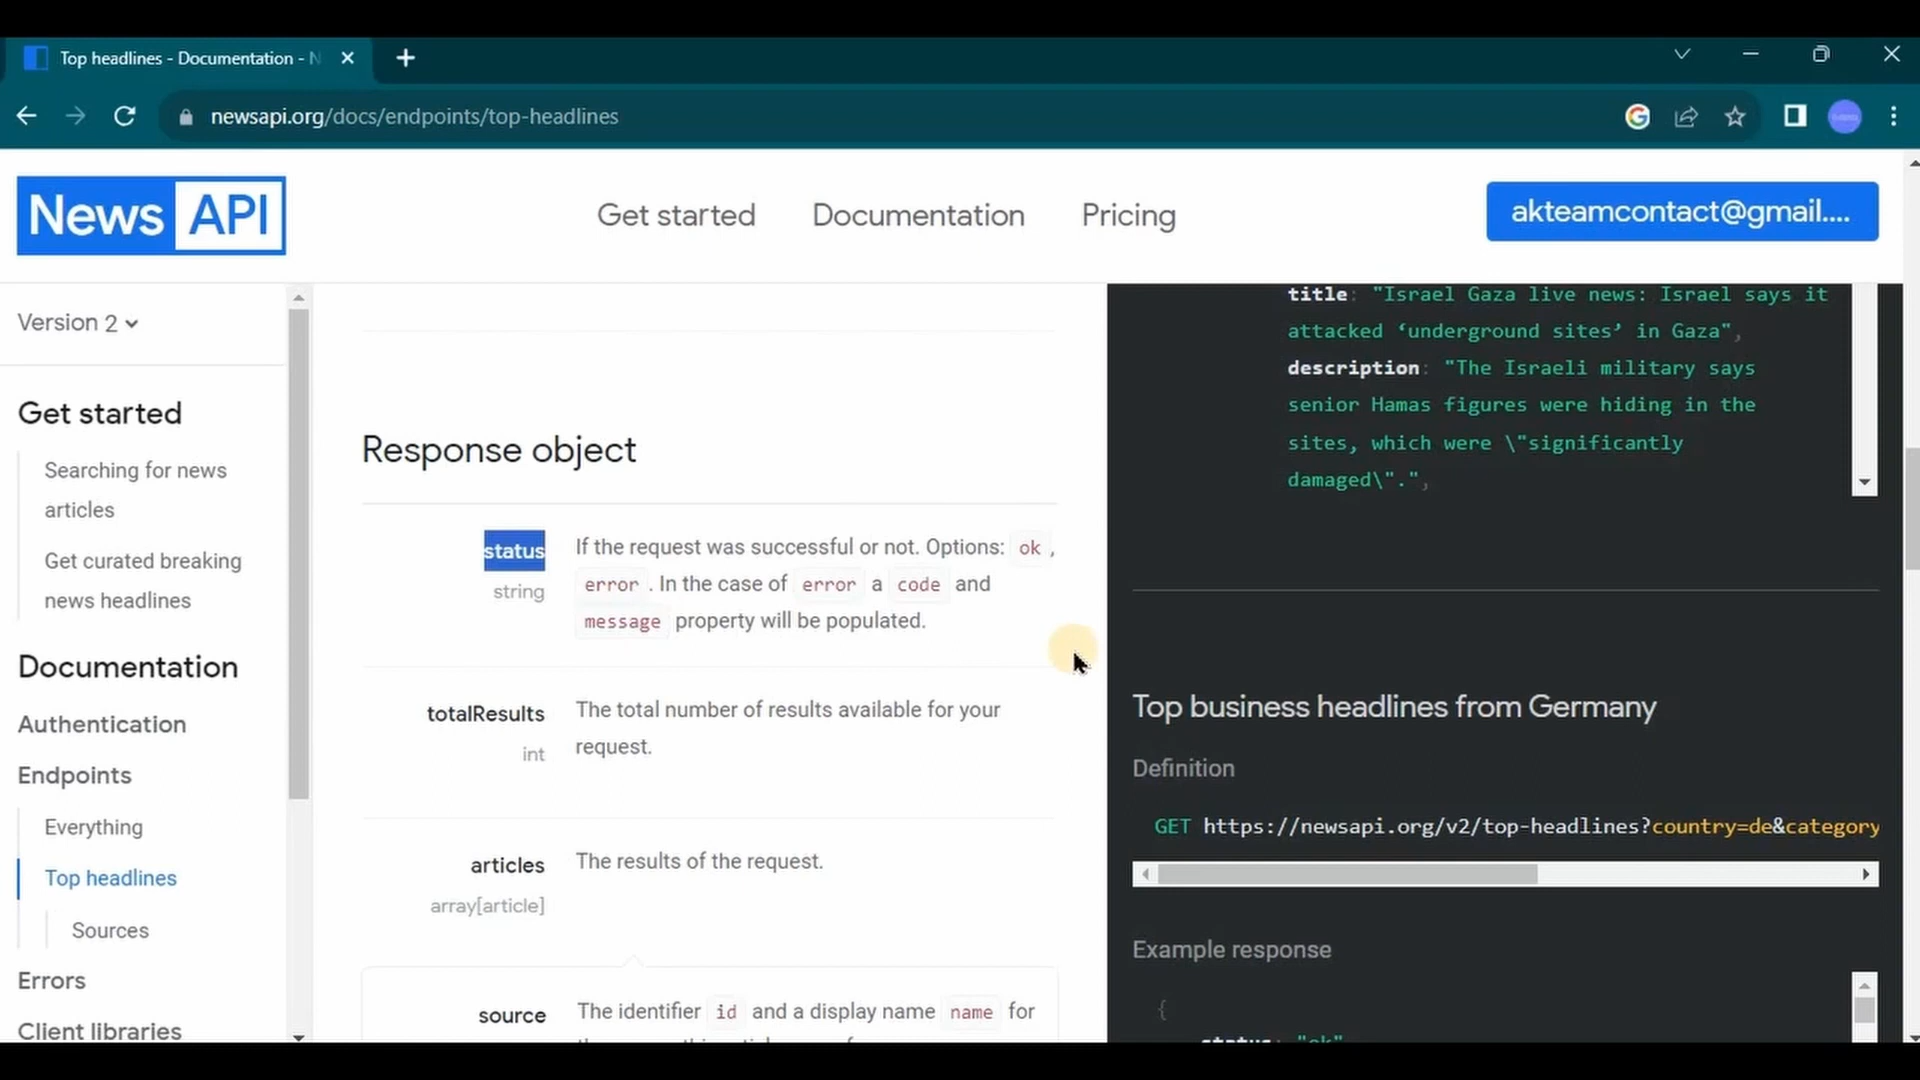 Top headlines - Documentation - N
newsapi.org/docs/endpoints/top-headlines
News API
Get started
Documentation
Pricing
akteamcontact@gmail....
Version 2
Get started
Searching for news
articles
Get curated breaking
news headlines
Documentation
Authentication
Endpoints
Everything
Top headlines
Sources
Errors
Client libraries
Response object
status
string
If the request was successful or not. Options: ok ,
error . In the case of error a code and
message property will be populated.
totalResults
int
The total number of results available for your
request.
articles
array[article]
The results of the request.
source
The identifier id and a display name name for
title: "Israel Gaza live news: Israel says it
attacked ‘underground sites’ in Gaza",
description: "The Israeli military says
senior Hamas figures were hiding in the
sites, which were \"significantly
damaged\".",
Top business headlines from Germany
Definition
GET https://newsapi.org/v2/top-headlines?country=de&category
Example response
{
status: "ok"